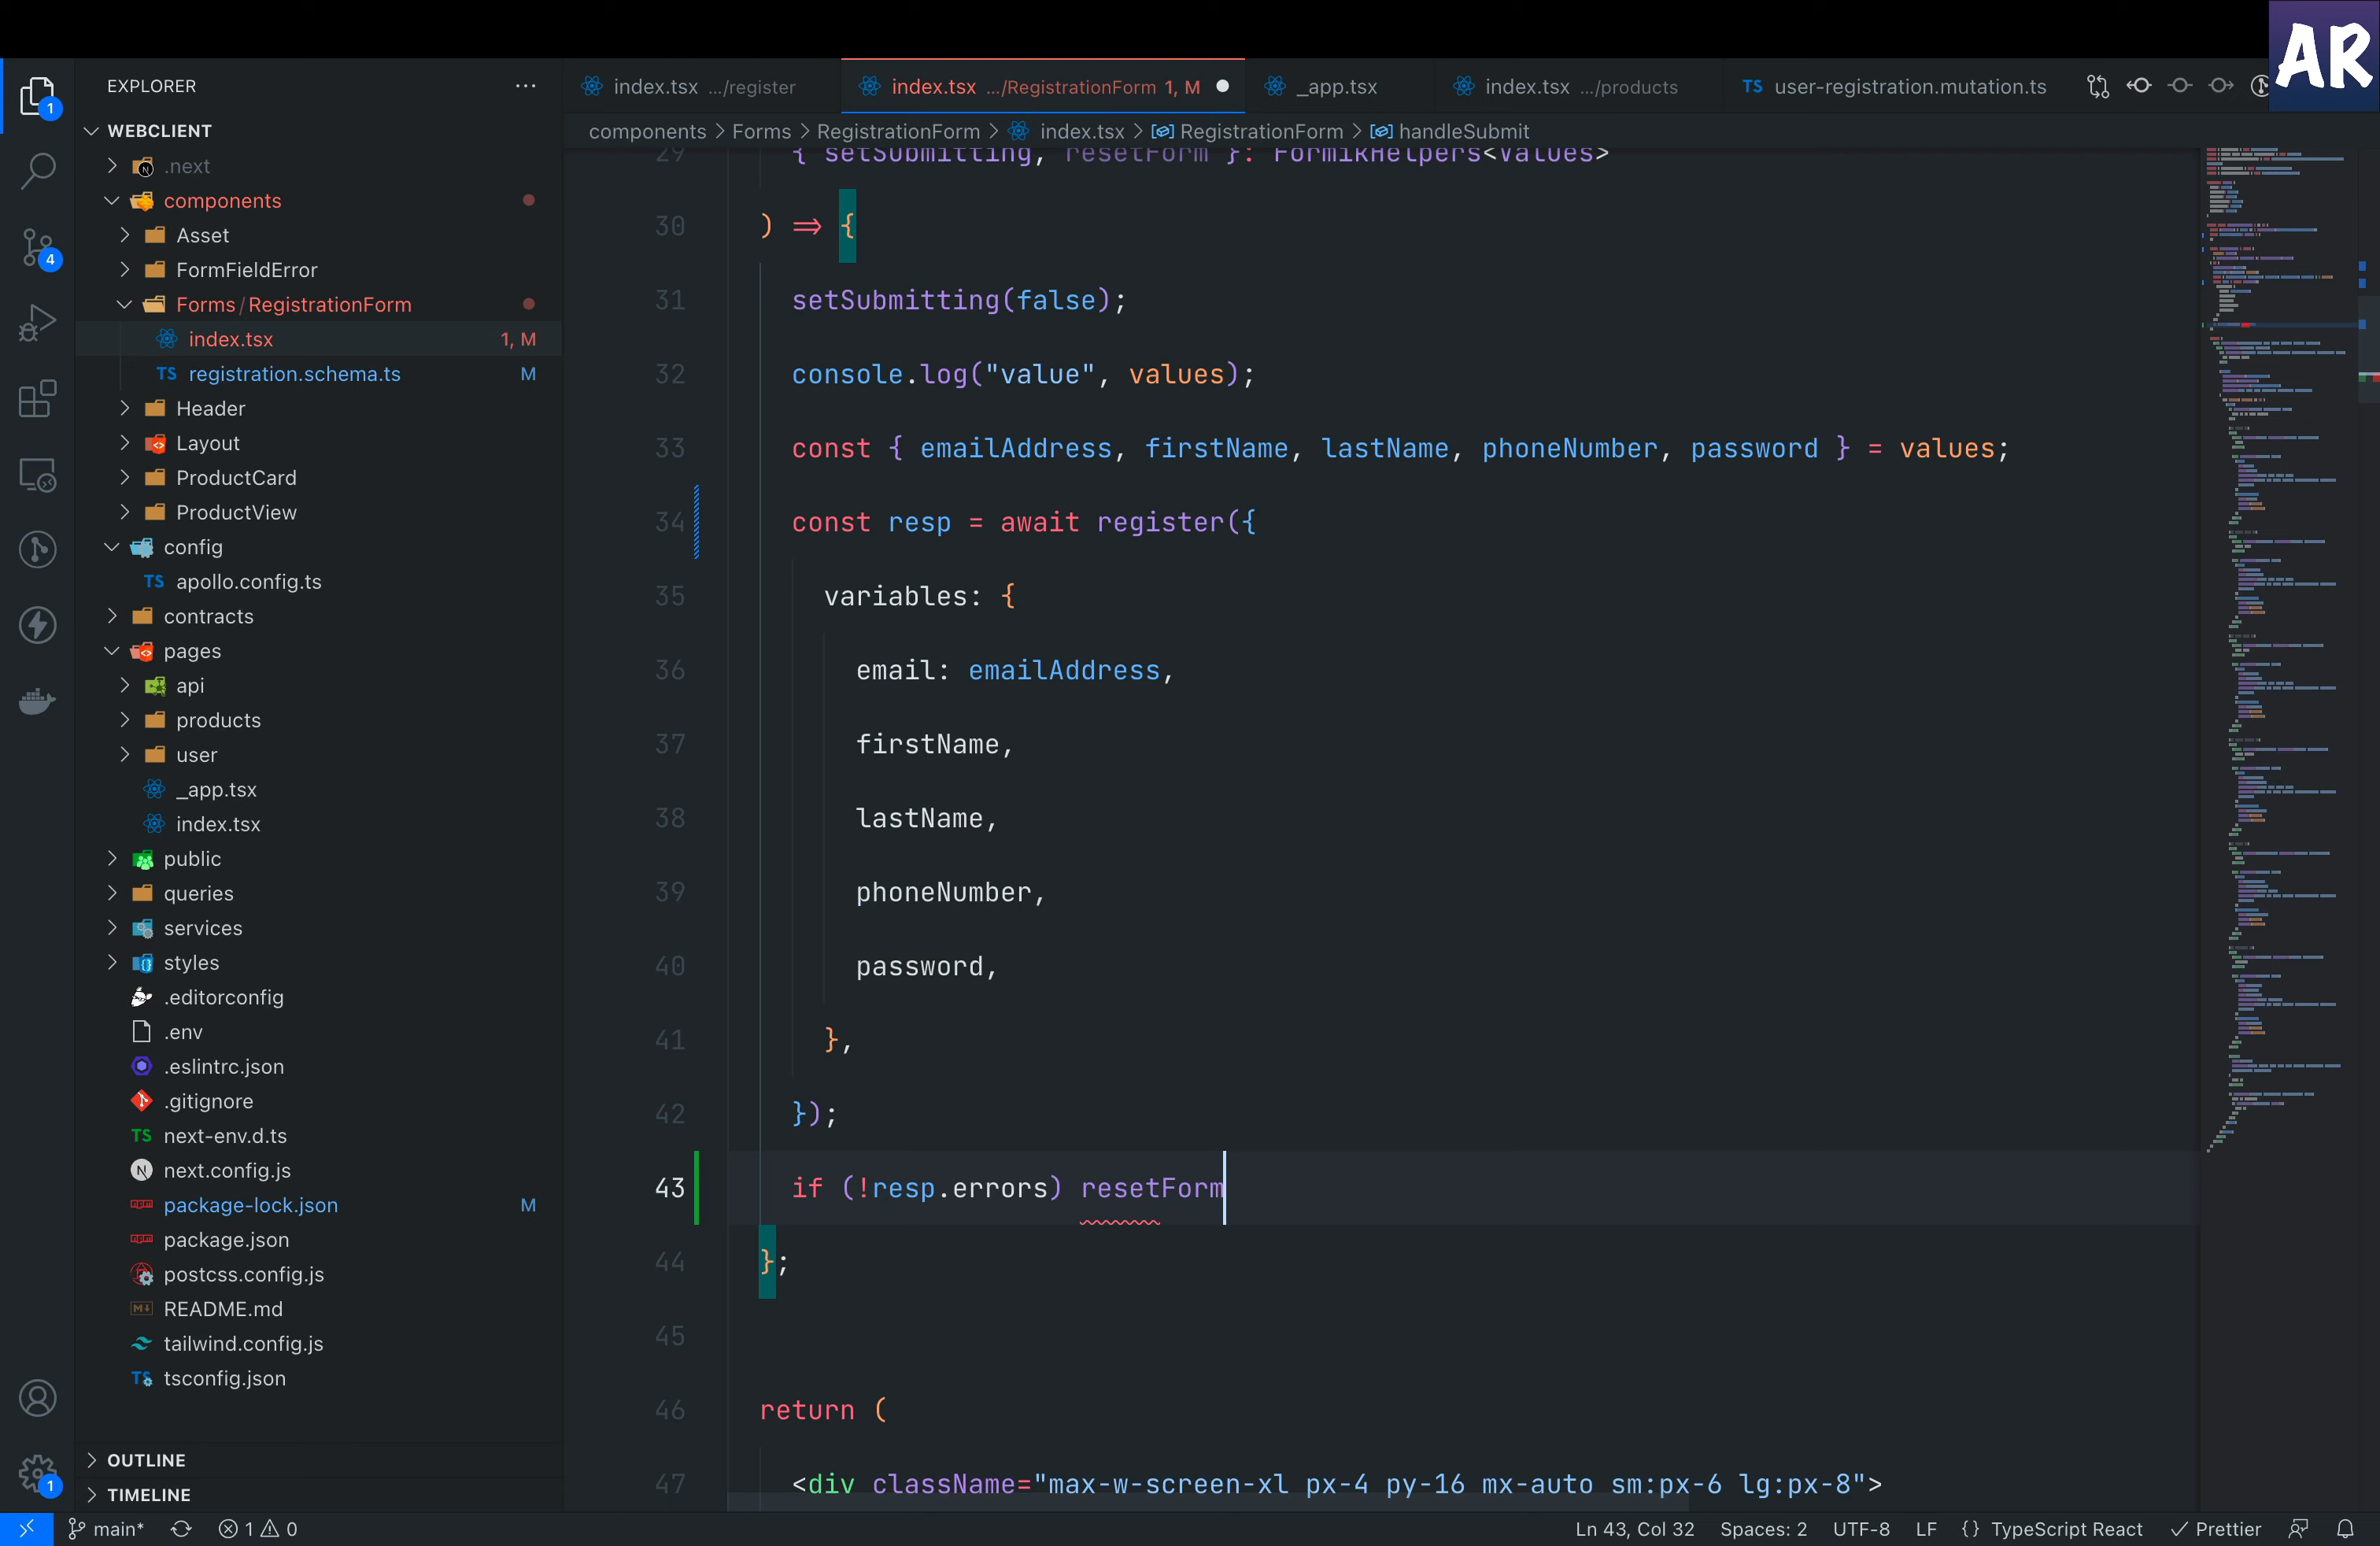 AR
EXPLORER
WEBCLIENT
.next
components
Asset
FormFieldError
Forms / RegistrationForm
index.tsx 1, M
registration.schema.ts M
Header
Layout
ProductCard
ProductView
config
TS apollo.config.ts
contracts
pages
api
products
user
_app.tsx
index.tsx
public
queries
services
styles
.editorconfig
.env
.eslintrc.json
.gitignore
TS next-env.d.ts
next.config.js
package-lock.json M
package.json
postcss.config.js
README.md
tailwind.config.js
tsconfig.json
OUTLINE
TIMELINE
index.tsx .../register
index.tsx .../RegistrationForm 1, M
_app.tsx
index.tsx .../products
TS user-registration.mutation.ts
components > Forms > RegistrationForm > index.tsx > RegistrationForm > handleSubmit
29 { setSubmitting, resetForm }: FormikHelpers<Values>
30 ) => {
31 setSubmitting(false);
32 console.log("value", values);
33 const { emailAddress, firstName, lastName, phoneNumber, password } = values;
34 const resp = await register({
35 variables: {
36 email: emailAddress,
37 firstName,
38 lastName,
39 phoneNumber,
40 password,
41 },
42 });
43 if (!resp.errors) resetForm
44 };
45
46 return (
47 <div className="max-w-screen-xl px-4 py-16 mx-auto sm:px-6 lg:px-8">
main* 1 0 Ln 43, Col 32 Spaces: 2 UTF-8 LF {} TypeScript React Prettier